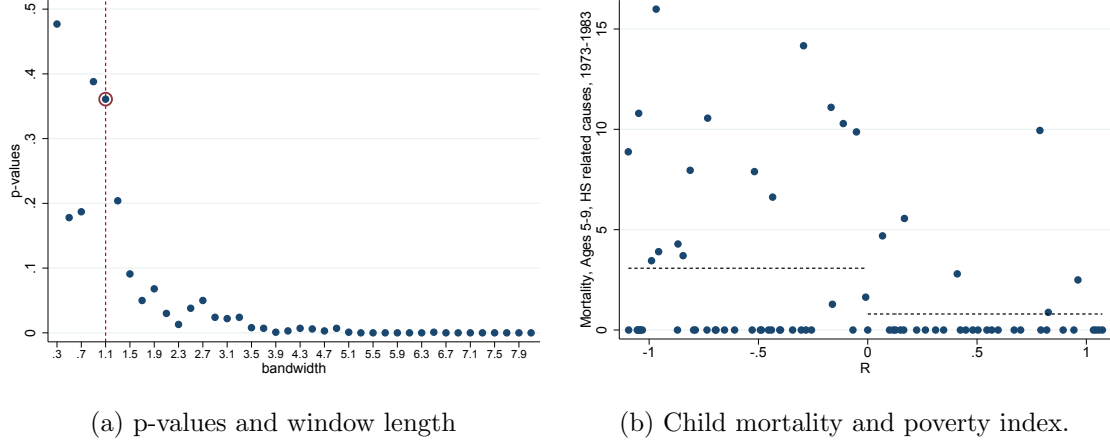 p-values
.5
.4
.3
.2
.1
0
.3 .7 1.1 1.5 1.9 2.3 2.7 3.1 3.5 3.9 4.3 4.7 5.1 5.5 5.9 6.3 6.7 7.1 7.5 7.9
bandwidth
(a) p-values and window length
Mortality, Ages 5-9, HS related causes, 1973-1983
15
10
5
0
-1 -.5 0 .5 1
R
(b) Child mortality and poverty index.